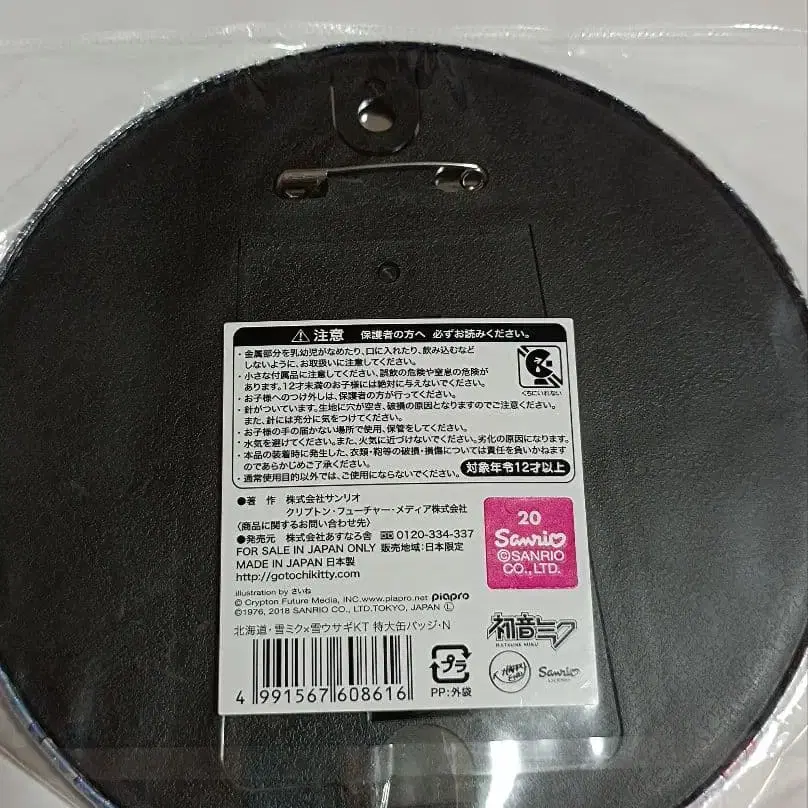 ⚠注意 保護者の方へ 必ずお読みください。
・金属部分を乳幼児がなめたり、口に入れたり、飲み込むなど
しないように、お取扱いに注意してください。
・小さな付属品に注意してください、誤飲の危険や窒息の危険が
あります。12才未満のお子様には絶対に与えないでください。
・お子様へのつけ外しは、保護者の方が行ってください。
・針がついています。生地に穴が空き、破損の原因となりますのでご注意ください。
また、針には充分に気をつけてください。
・お子様の手の届かない場所で使用、保管をしてください。
・水気を避けてください。また、火気に近づけないでください。劣化の原因になります。
・本品の装着時に発生した、衣類・鞄等の破損・損傷については責任を負いかねます
のであらかじめご了承ください。
・通常使用目的以外では、ご使用にならないでください。
対象年令12才以上
くちにいれない
●著 作 株式会社サンリオ
クリプトン・フューチャー・メディア株式会社
〈商品に関するお問い合わせ先〉
●発売元 株式会社あすなろ舎 0120-334-337
FOR SALE IN JAPAN ONLY 販売地域:日本限定
MADE IN JAPAN 日本製
http://gotochikitty.com
20
Sanrio
©SANRIO
CO., LTD.
illustration by さいね
© Crypton Future Media, INC. www.piapro.net piapro
©1976, 2018 SANRIO CO., LTD. TOKYO, JAPAN Ⓛ
北海道・雪ミク×雪ウサギKT 特大缶バッジ・N
4 991567 608616
プラ
PP:外袋
初音ミク
HATSUNE MIKU
Sanrio